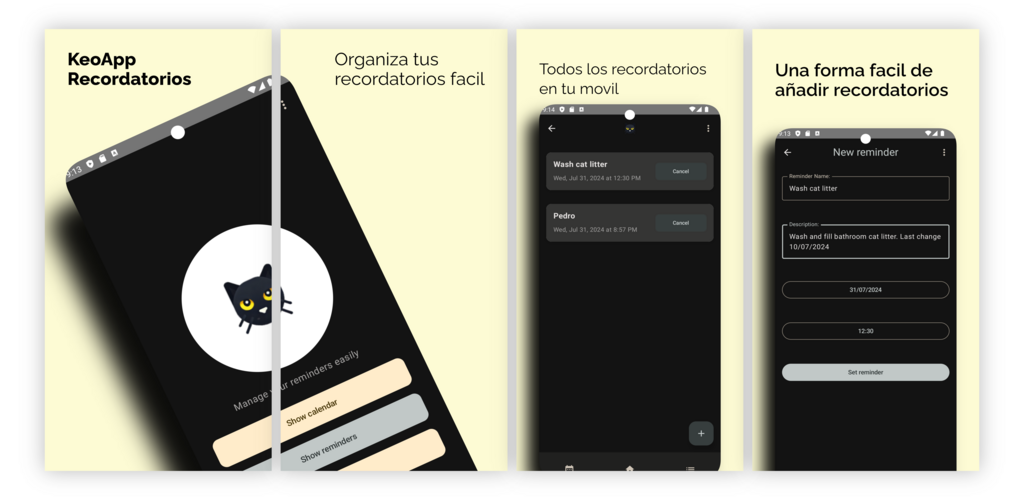 KeoApp
Recordatorios
Organiza tus
recordatorios facil
Todos los recordatorios
en tu movil
Una forma facil de
añadir recordatorios
9:13
Manage your reminders easily
Show calendar
Show reminders
9:14
Wash cat litter
Wed, Jul 31, 2024 at 12:30 PM
Cancel
Pedro
Wed, Jul 31, 2024 at 8:57 PM
Cancel
+
9:13
New reminder
Reminder Name:
Wash cat litter
Description:
Wash and fill bathroom cat litter. Last change
10/07/2024
31/07/2024
12:30
Set reminder